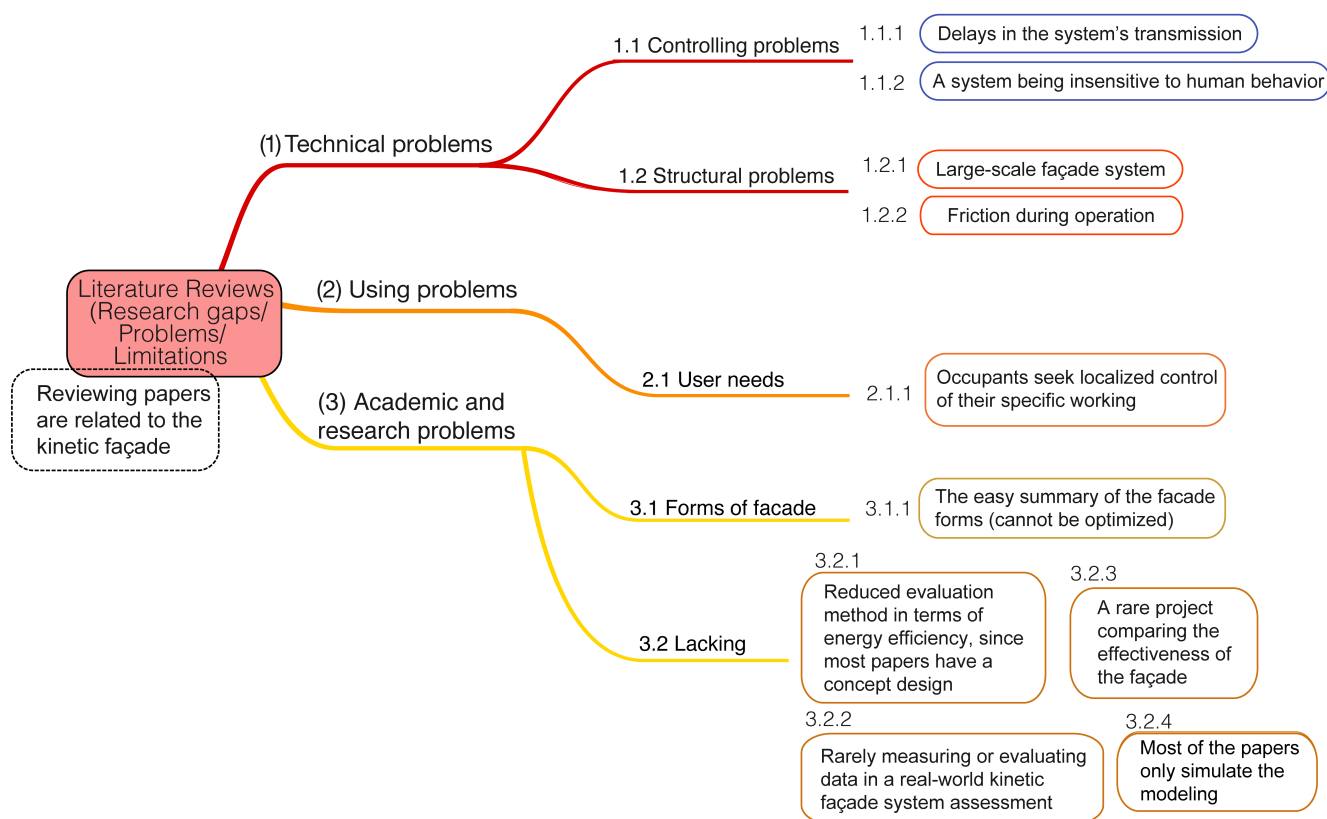 Literature Reviews
(Research gaps/
Problems/
Limitations
Reviewing papers
are related to the
kinetic façade
(1) Technical problems
1.1 Controlling problems
1.1.1
Delays in the system's transmission
1.1.2
A system being insensitive to human behavior
1.2 Structural problems
1.2.1
Large-scale façade system
1.2.2
Friction during operation
(2) Using problems
2.1 User needs
2.1.1
Occupants seek localized control
of their specific working
(3) Academic and
research problems
3.1 Forms of facade
3.1.1
The easy summary of the facade
forms (cannot be optimized)
3.2 Lacking
3.2.1
Reduced evaluation
method in terms of
energy efficiency, since
most papers have a
concept design
3.2.2
Rarely measuring or evaluating
data in a real-world kinetic
façade system assessment
3.2.3
A rare project
comparing the
effectiveness of
the façade
3.2.4
Most of the papers
only simulate the
modeling